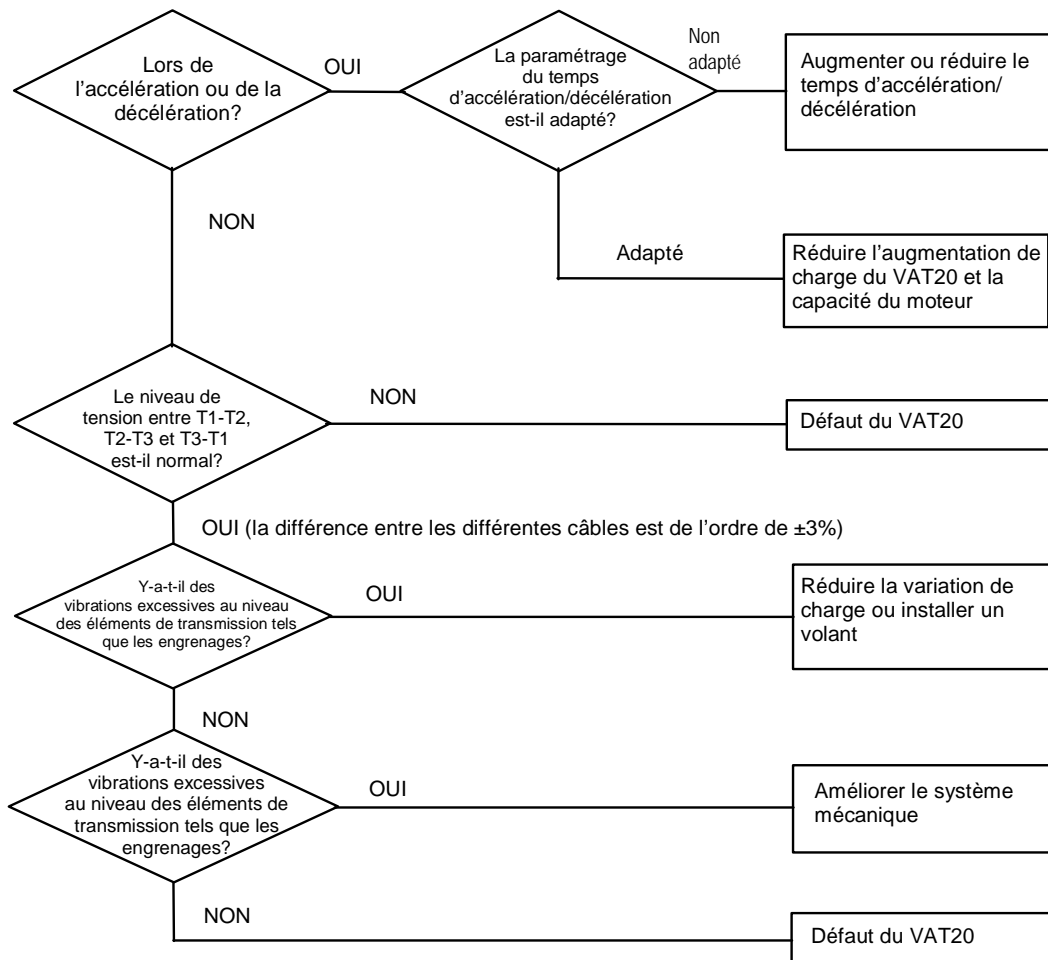 Lors de
l'accélération ou de la
décélération?
OUI
La paramétrage
du temps
d'accélération/décélération
est-il adapté?
Non
adapté
Augmenter ou réduire le
temps d'accélération/
décélération
NON
Adapté
Réduire l'augmentation de
charge du VAT20 et la
capacité du moteur
Le niveau de
tension entre T1-T2,
T2-T3 et T3-T1
est-il normal?
NON
Défaut du VAT20
OUI (la différence entre les différentes câbles est de l'ordre de ±3%)
Y-a-t-il des
vibrations excessives au niveau
des éléments de transmission tels
que les engrenages?
OUI
Réduire la variation de
charge ou installer un
volant
NON
Y-a-t-il des
vibrations excessives
au niveau des éléments de
transmission tels que les
engrenages?
OUI
Améliorer le système
mécanique
NON
Défaut du VAT20